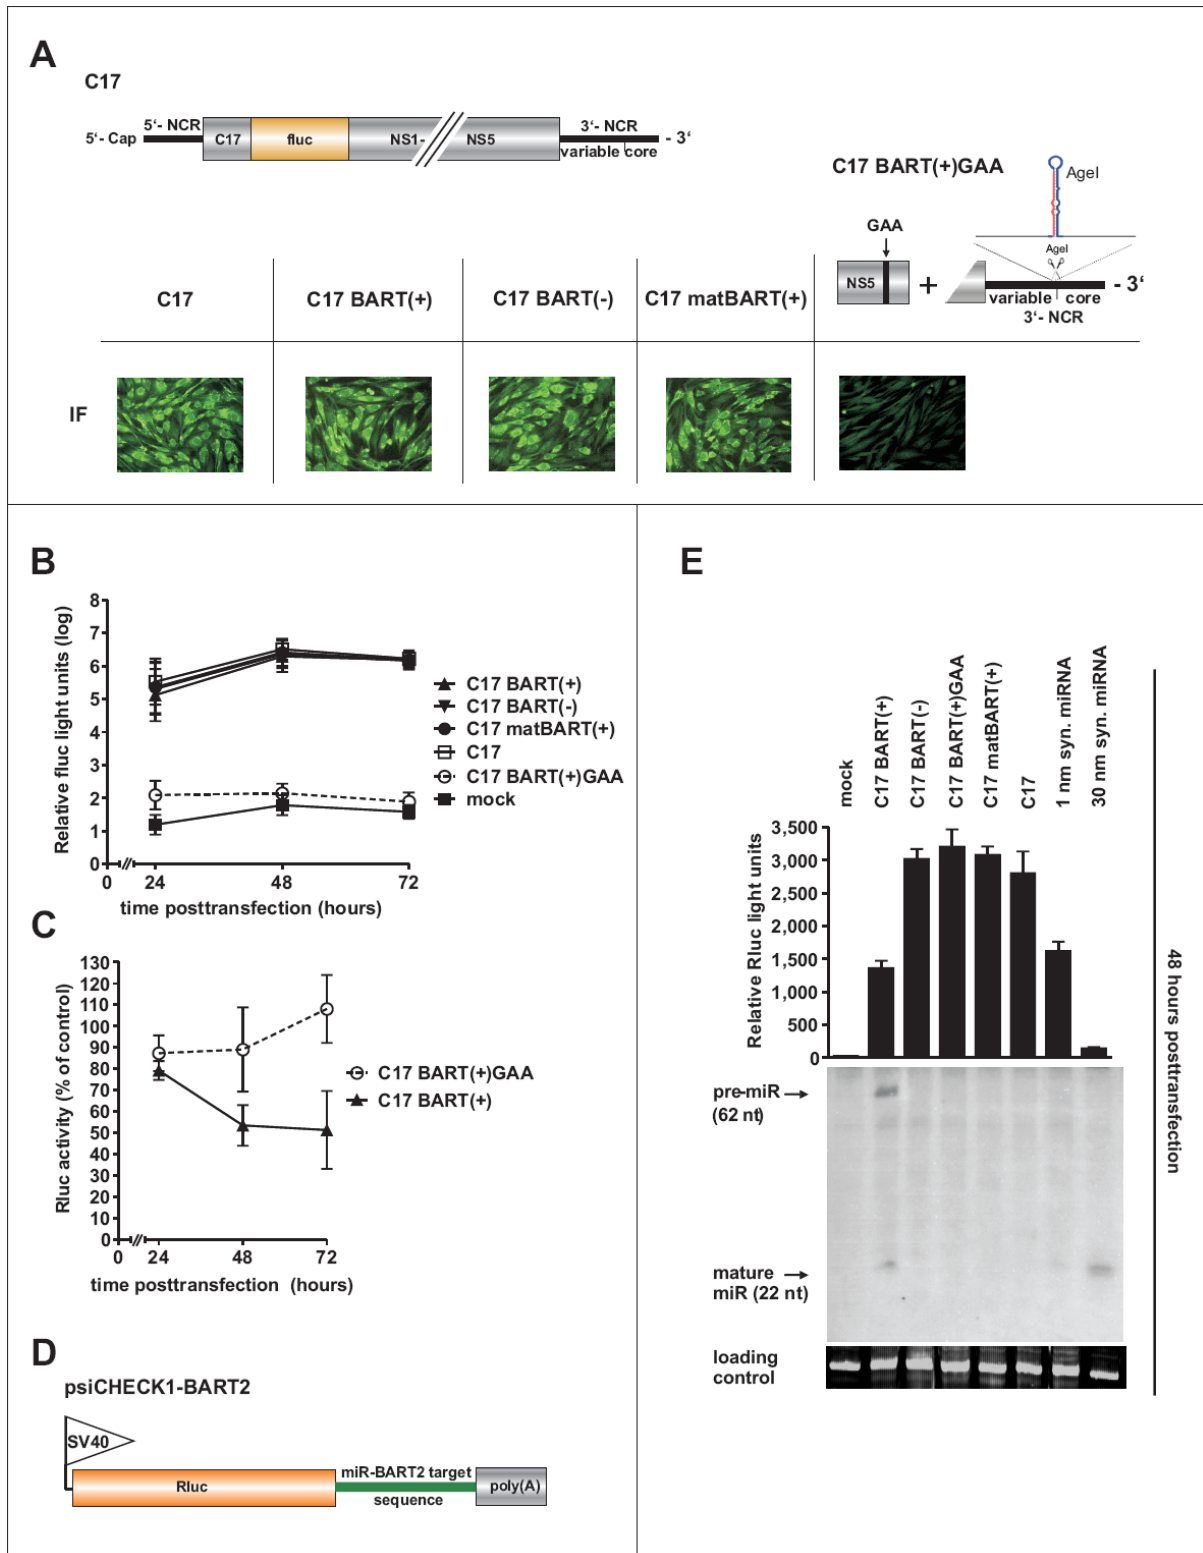 A
C17
5‘- Cap
5‘- NCR
C17
fluc
NS1-
NS5
3‘- NCR
variable core
- 3‘
C17 BART(+)GAA
AgeI
GAA
AgeI
NS5
+
variable core
- 3‘
3‘- NCR
C17
C17 BART(+)
C17 BART(-)
C17 matBART(+)
IF
B
Relative fluc light units (log)
8
7
6
5
4
3
2
1
0
0 24 48 72
time posttransfection (hours)
C17 BART(+)
C17 BART(-)
C17 matBART(+)
C17
C17 BART(+)GAA
mock
C
Rluc activity (% of control)
130
120
110
100
90
80
70
60
50
40
30
20
10
0
0 24 48 72
time posttransfection (hours)
C17 BART(+)GAA
C17 BART(+)
D
psiCHECK1-BART2
SV40
Rluc
miR-BART2 target
sequence
poly(A)
E
mock
C17 BART(+)
C17 BART(-)
C17 BART(+)GAA
C17 matBART(+)
C17
1 nm syn. miRNA
30 nm syn. miRNA
Relative Rluc light units
3,500
3,000
2,500
2,000
1,500
1,000
500
0
pre-miR
(62 nt)
mature
miR (22 nt)
loading
control
48 hours posttransfection